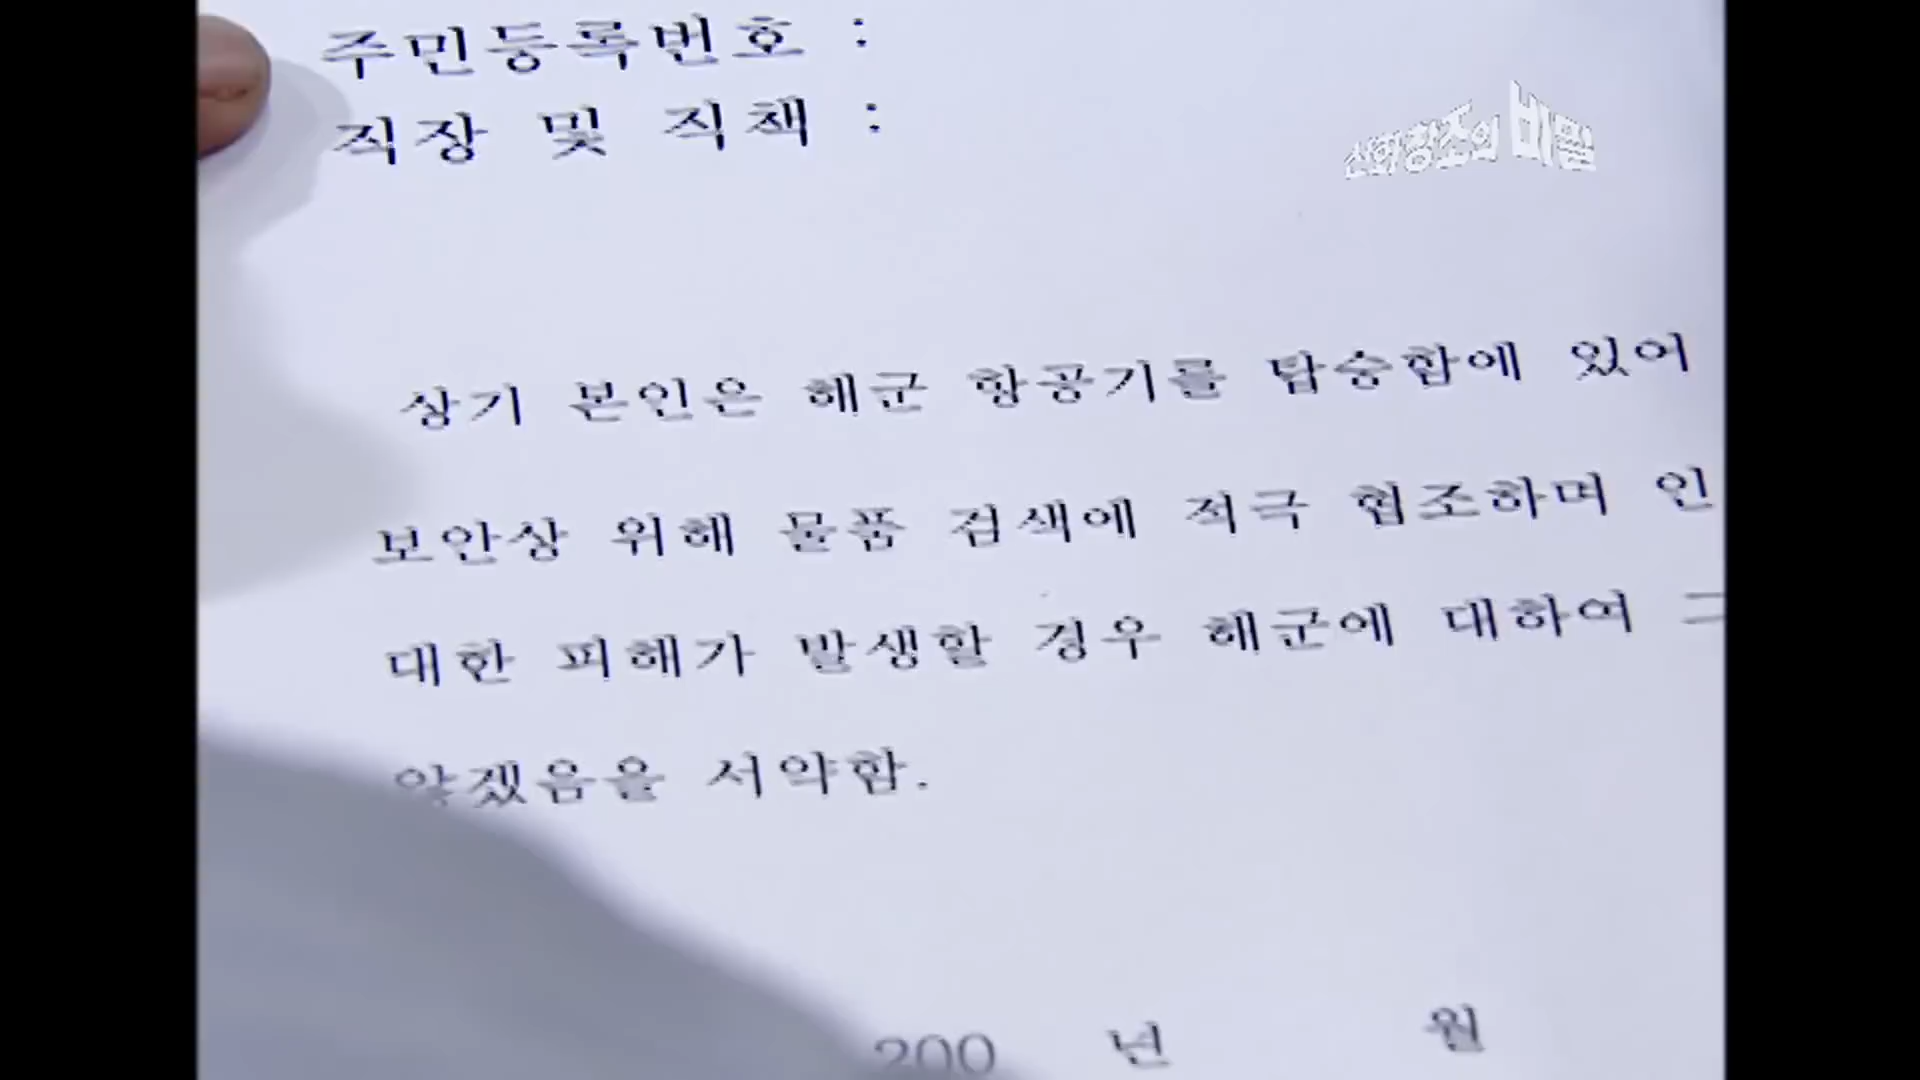 주민등록번호 :
직장 및 직책 :
신화창조의 비밀
상기 본인은 해군 항공기를 탑승함에 있어
보안상 위해 물품 검색에 적극 협조하며 인
대한 피해가 발생할 경우 해군에 대하여 그
않겠음을 서약함.
200 년 월